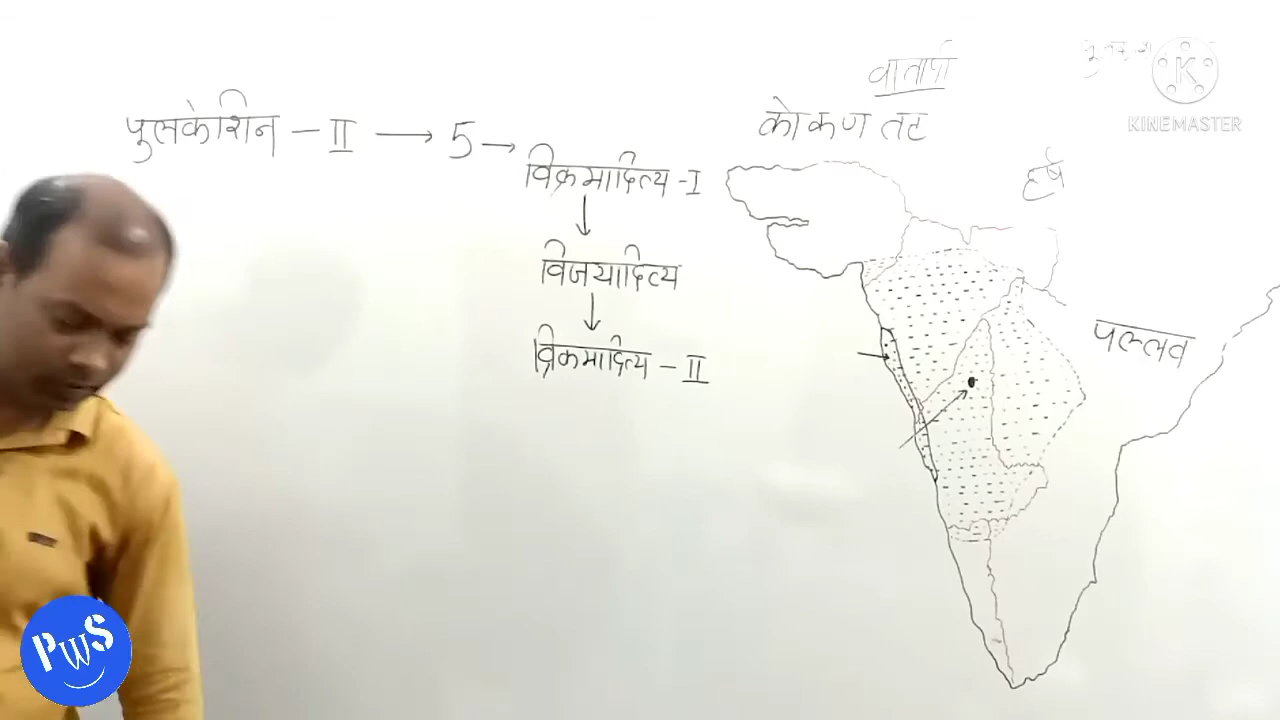 वातापी
कोकण तट
KINEMASTER
पुलकेशिन - II → 5 →
विक्रमादित्य - I
↓
हर्ष
विजयादित्य
↓
विक्रमादित्य - II
पल्लव
PWS